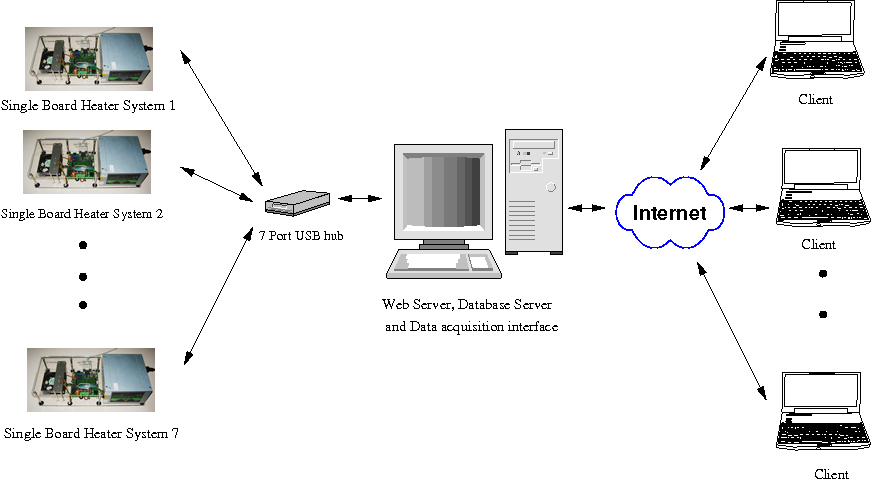 Single Board Heater System 1
Single Board Heater System 2
Single Board Heater System 7
7 Port USB hub
Web Server, Database Server
and Data acquisition interface
Internet
Client
Client
Client